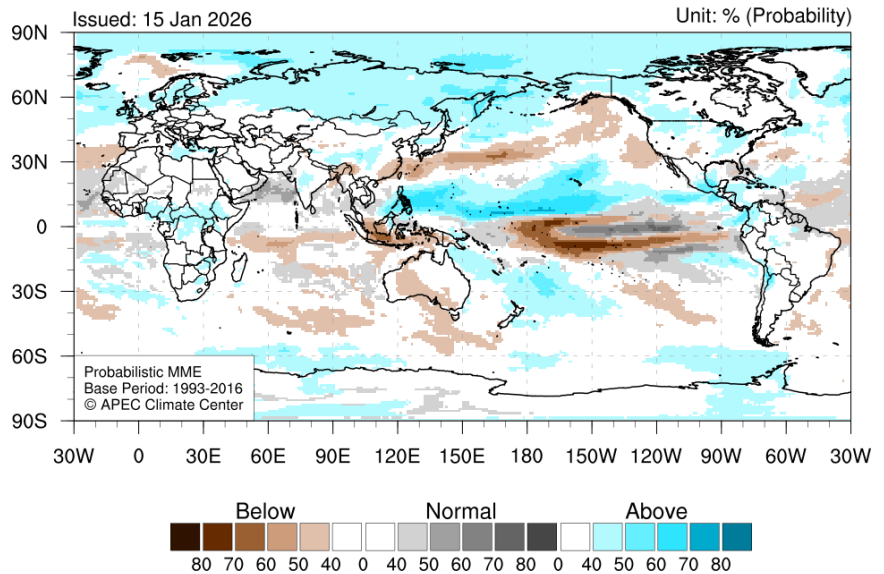 Issued: 15 Jan 2026
Unit: % (Probability)
90N
60N
30N
0
30S
60S
90S
Probabilistic MME
Base Period: 1993-2016
© APEC Climate Center
30W 0 30E 60E 90E 120E 150E 180 150W 120W 90W 60W 30W
Below Normal Above
80 70 60 50 40 0 40 50 60 70 80 0 40 50 60 70 80